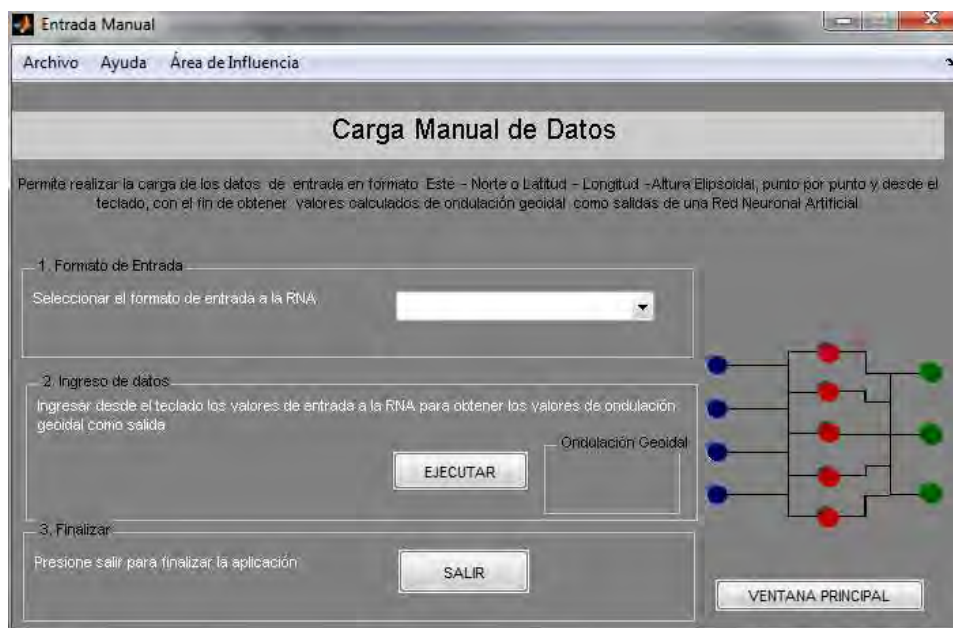 Entrada Manual
Archivo Ayuda Área de Influencia
Carga Manual de Datos
Permite realizar la carga de los datos de entrada en formato Este - Norte o Latitud - Longitud -Altura Elipsoidal, punto por punto y desde el
teclado, con el fin de obtener valores calculados de ondulación geoidal como salidas de una Red Neuronal Artificial
1. Formato de Entrada
Seleccionar el formato de entrada a la RNA
2. Ingreso de datos
Ingresar desde el teclado los valores de entrada a la RNA para obtener los valores de ondulación
geoidal como salida
Ondulación Geoidal
EJECUTAR
3. Finalizar
Presione salir para finalizar la aplicación
SALIR
VENTANA PRINCIPAL